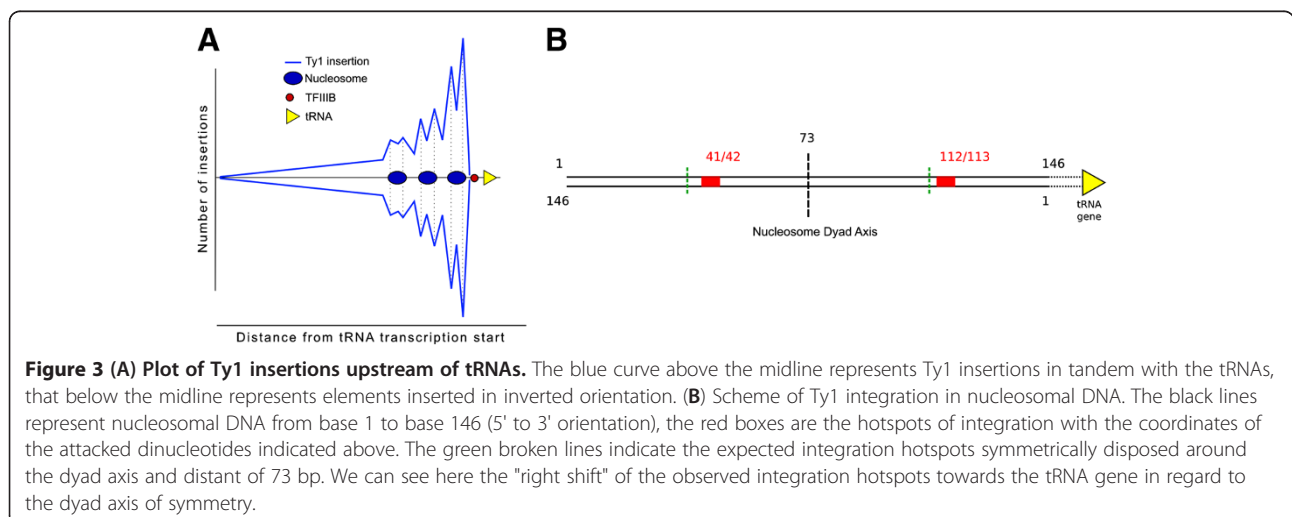 A
B
Ty1 insertion
Nucleosome
TFIIIB
tRNA
Number of insertions
Distance from tRNA transcription start
41/42
73
112/113
1
146
146
1
tRNA
gene
Nucleosome Dyad Axis
Figure 3 (A) Plot of Ty1 insertions upstream of tRNAs. The blue curve above the midline represents Ty1 insertions in tandem with the tRNAs,
that below the midline represents elements inserted in inverted orientation. (B) Scheme of Ty1 integration in nucleosomal DNA. The black lines
represent nucleosomal DNA from base 1 to base 146 (5' to 3' orientation), the red boxes are the hotspots of integration with the coordinates of
the attacked dinucleotides indicated above. The green broken lines indicate the expected integration hotspots symmetrically disposed around
the dyad axis and distant of 73 bp. We can see here the "right shift" of the observed integration hotspots towards the tRNA gene in regard to
the dyad axis of symmetry.